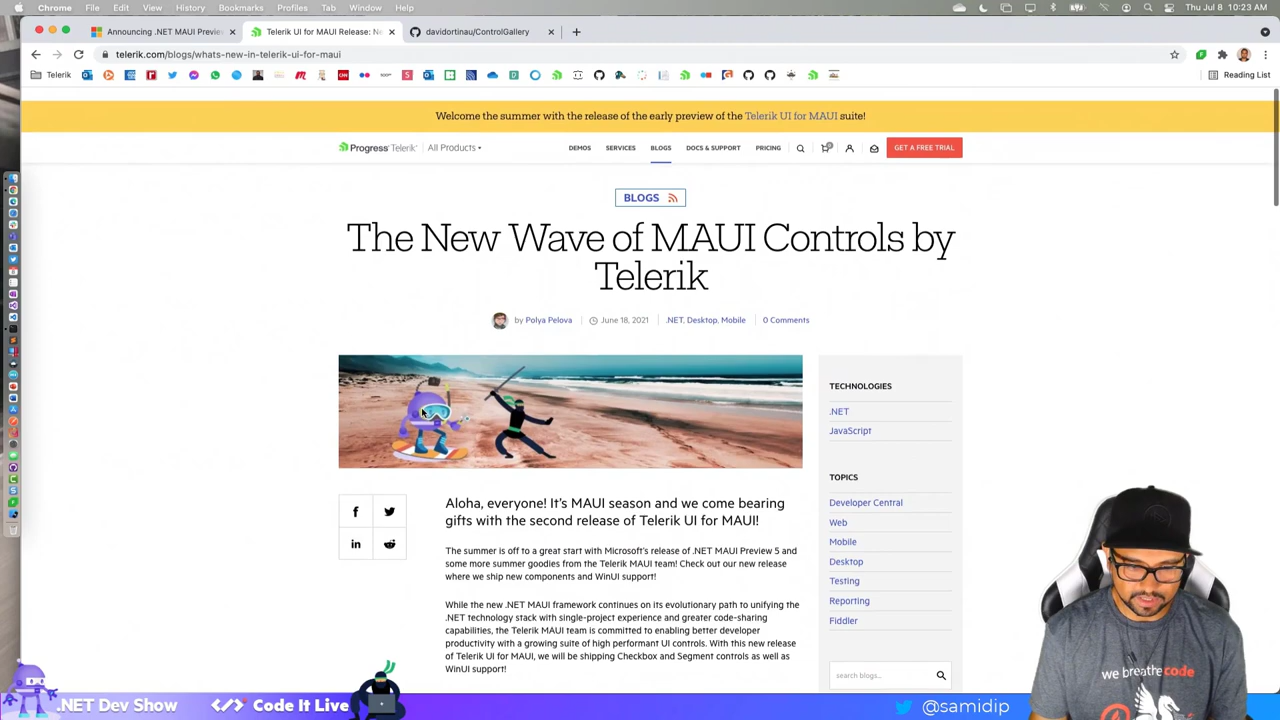 Chrome File Edit View History Bookmarks Profiles Tab Window Help
Thu Jul 8 10:23 AM
Announcing .NET MAUI Preview
Telerik UI for MAUI Release: Ne
davidortinau/ControlGallery
telerik.com/blogs/whats-new-in-telerik-ui-for-maui
Telerik
Reading List
Welcome the summer with the release of the early preview of the Telerik UI for MAUI suite!
Progress Telerik All Products
DEMOS SERVICES BLOGS DOCS & SUPPORT PRICING
GET A FREE TRIAL
BLOGS
The New Wave of MAUI Controls by
Telerik
by Polya Pelova June 18, 2021 .NET, Desktop, Mobile 0 Comments
TECHNOLOGIES
.NET
JavaScript
TOPICS
Developer Central
Web
Mobile
Desktop
Testing
Reporting
Fiddler
search blogs...
Aloha, everyone! It's MAUI season and we come bearing
gifts with the second release of Telerik UI for MAUI!
The summer is off to a great start with Microsoft's release of .NET MAUI Preview 5 and
some more summer goodies from the Telerik MAUI team! Check out our new release
where we ship new components and WinUI support!
While the new .NET MAUI framework continues on its evolutionary path to unifying the
.NET technology stack with single-project experience and greater code-sharing
capabilities, the Telerik MAUI team is committed to enabling better developer
productivity with a growing suite of high performant UI controls. With this new release
of Telerik UI for MAUI, we will be shipping Checkbox and Segment controls as well as
WinUI support!
we breathe code
.NET Dev Show
Code It Live
@samidip